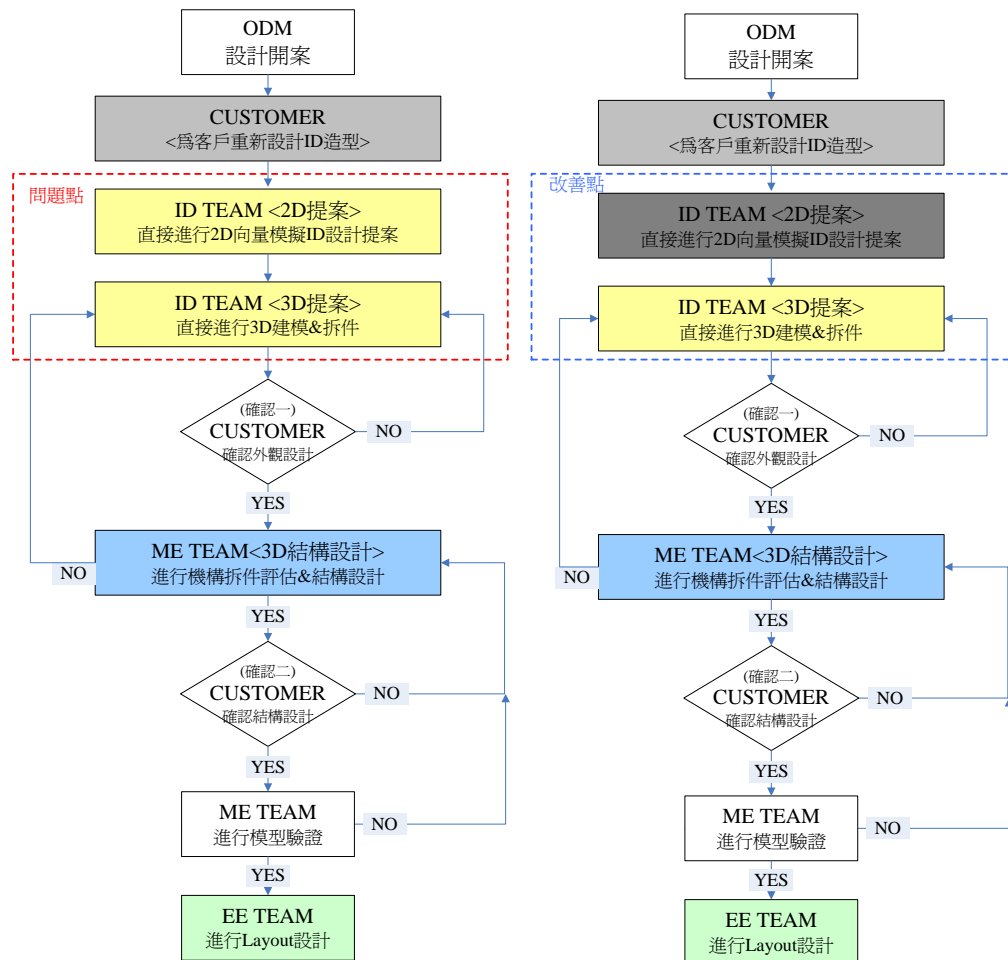 ODM
設計開案
CUSTOMER
<爲客戶重新設計ID造型>
問題點
ID TEAM <2D提案>
直接進行2D向量模擬ID設計提案
ID TEAM <3D提案>
直接進行3D建模&拆件
(確認一)
CUSTOMER
確認外觀設計
NO
YES
ME TEAM<3D結構設計>
進行機構拆件評估&結構設計
NO
YES
(確認二)
CUSTOMER
確認結構設計
NO
YES
ME TEAM
進行模型驗證
NO
YES
EE TEAM
進行Layout設計
ODM
設計開案
CUSTOMER
<爲客戶重新設計ID造型>
改善點
ID TEAM <2D提案>
直接進行2D向量模擬ID設計提案
ID TEAM <3D提案>
直接進行3D建模&拆件
(確認一)
CUSTOMER
確認外觀設計
NO
YES
ME TEAM<3D結構設計>
進行機構拆件評估&結構設計
NO
YES
(確認二)
CUSTOMER
確認結構設計
NO
YES
ME TEAM
進行模型驗證
NO
YES
EE TEAM
進行Layout設計